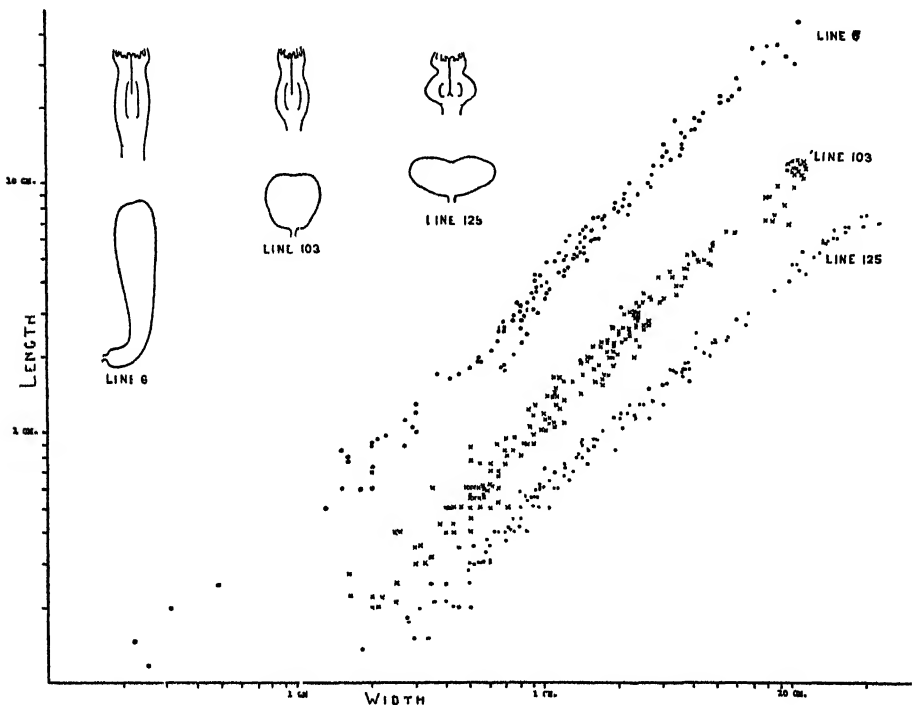 LINE 6
LINE 103
LINE 125
LINE 103
LINE 125
LINE 6
LENGTH
10 CM.
1 CM.
.1 CM
1 CM.
10 CM.
WIDTH